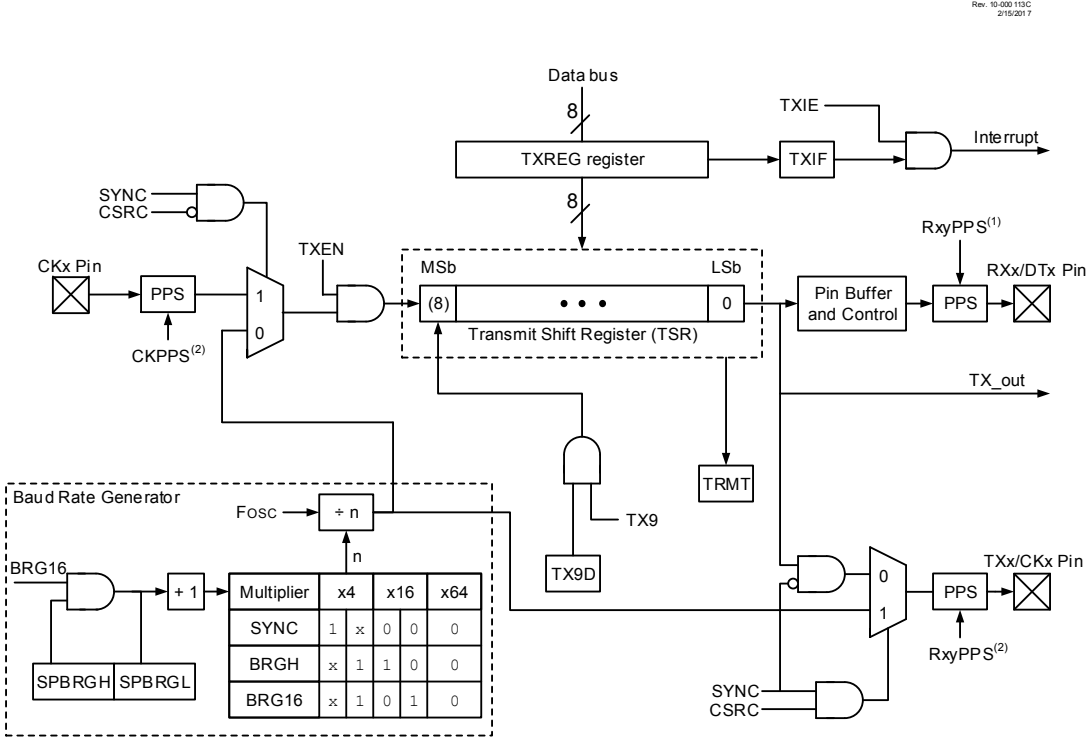 Rev. 10-000 113C
2/15/201 7
Data bus
8
TXIE
Interrupt
TXREG register
TXIF
8
SYNC
CSRC
RxyPPS(1)
TXEN
CKx Pin
MSb
LSb
RXx/DTx Pin
PPS
1
(8)
• • •
0
Pin Buffer
and Control
PPS
0
Transmit Shift Register (TSR)
CKPPS(2)
TX_out
TRMT
Baud Rate Generator
FOSC
÷ n
TX9
n
BRG16
TX9D
TXx/CKx Pin
+ 1
Multiplier x4 x16 x64
0
PPS
SYNC 1 x 0 0 0
1
BRGH x 1 1 0 0
RxyPPS(2)
SPBRGH SPBRGL
BRG16 x 1 0 1 0
SYNC
CSRC